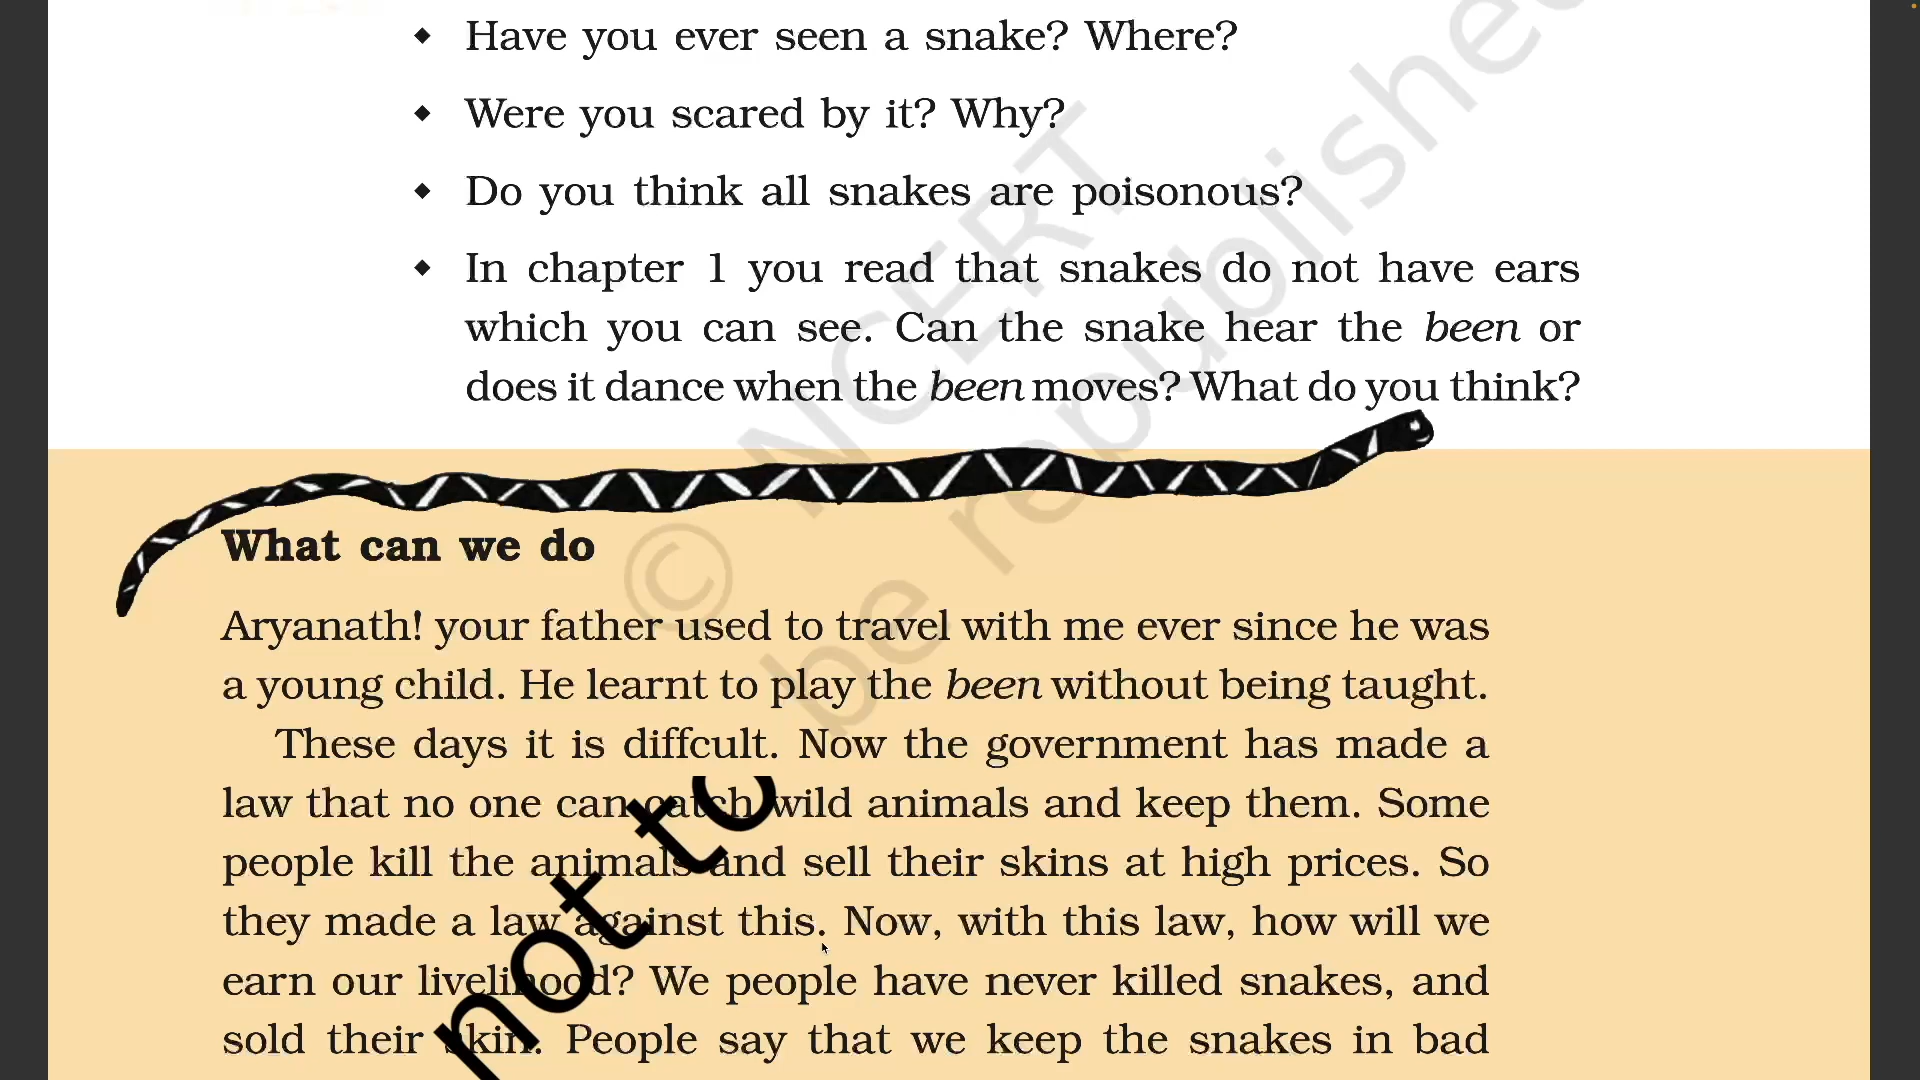 Have you ever seen a snake? Where?
Were you scared by it? Why?
Do you think all snakes are poisonous?
In chapter 1 you read that snakes do not have ears
which you can see. Can the snake hear the been or
does it dance when the been moves? What do you think?
What can we do
Aryanath! your father used to travel with me ever since he was
a young child. He learnt to play the been without being taught.
These days it is diffcult. Now the government has made a
law that no one can catch wild animals and keep them. Some
people kill the animals and sell their skins at high prices. So
they made a law against this. Now, with this law, how will we
earn our livelihood? We people have never killed snakes, and
sold their skin. People say that we keep the snakes in bad
© NCERT
not to be republished